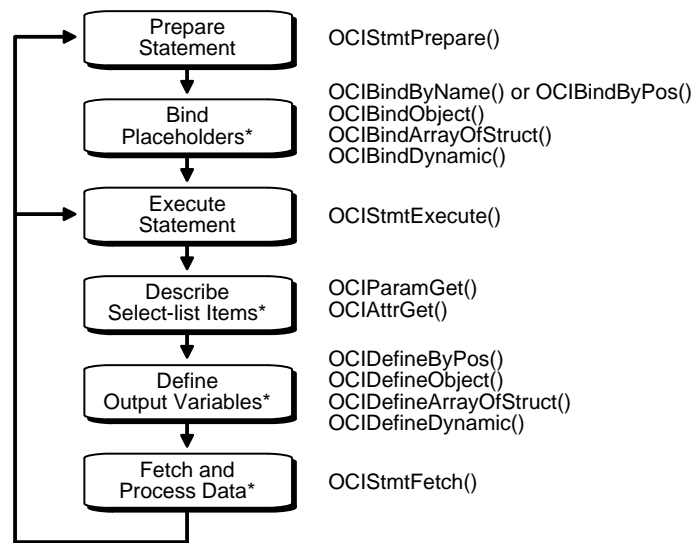 Prepare
Statement
OCIStmtPrepare()
Bind
Placeholders*
OCIBindByName() or OCIBindByPos()
OCIBindObject()
OCIBindArrayOfStruct()
OCIBindDynamic()
Execute
Statement
OCIStmtExecute()
Describe
Select-list Items*
OCIParamGet()
OCIAttrGet()
Define
Output Variables*
OCIDefineByPos()
OCIDefineObject()
OCIDefineArrayOfStruct()
OCIDefineDynamic()
Fetch and
Process Data*
OCIStmtFetch()